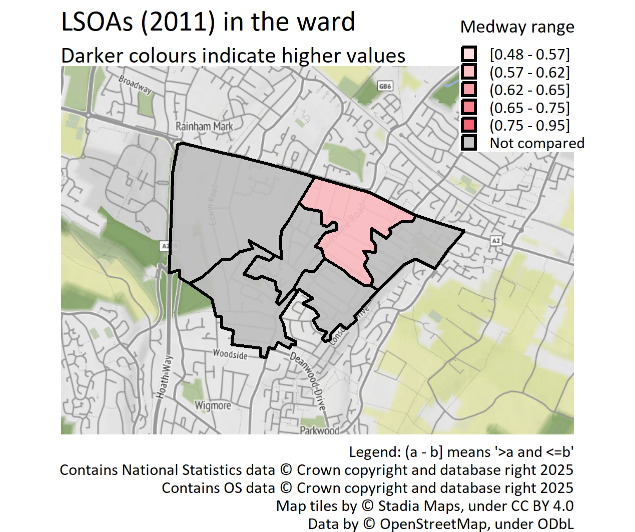 LSOAs (2011) in the ward
Darker colours indicate higher values
Medway range
[0.48 - 0.57]
(0.57 - 0.62]
(0.62 - 0.65]
(0.65 - 0.75]
(0.75 - 0.95]
Not compared
Broadway
GB6
Rainham Mark
A2
A2
Woodside
Deanwood Drive
Hoath Way
Wigmore
Parkwood
Legend: (a - b] means '>a and <=b'
Contains National Statistics data © Crown copyright and database right 2025
Contains OS data © Crown copyright and database right 2025
Map tiles by © Stadia Maps, under CC BY 4.0
Data by © OpenStreetMap, under ODbL